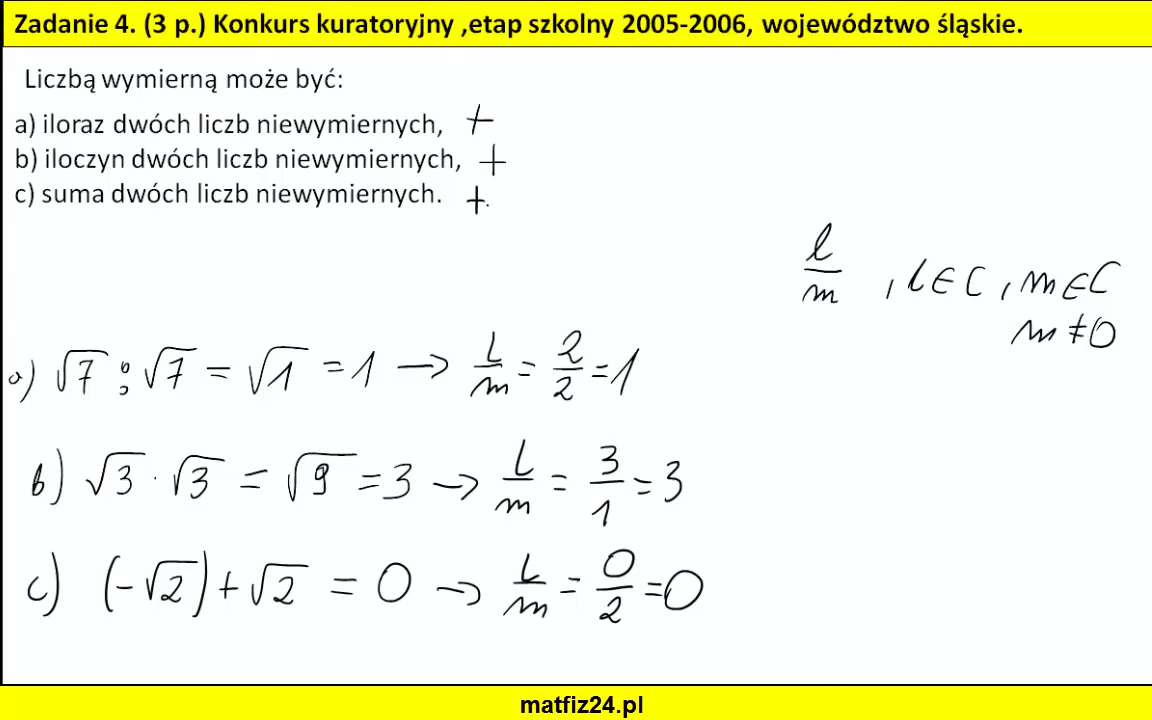 Zadanie 4. (3 p.) Konkurs kuratoryjny ,etap szkolny 2005-2006, województwo śląskie.
Liczbą wymierną może być:
a) iloraz dwóch liczb niewymiernych, +
b) iloczyn dwóch liczb niewymiernych, +
c) suma dwóch liczb niewymiernych. +.
l/m , l∈C , m∈C
m≠0
a) √7 : √7 = √1 = 1 → l/m = 2/2 = 1
b) √3 · √3 = √9 = 3 → l/m = 3/1 = 3
c) (-√2) + √2 = 0 → l/m = 0/2 = 0
matfiz24.pl